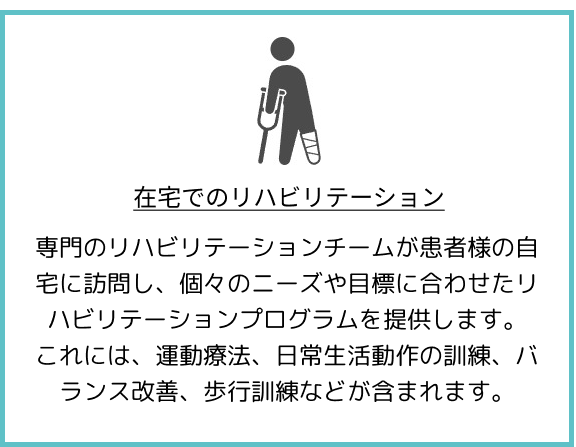 在宅でのリハビリテーション
専門のリハビリテーションチームが患者様の自
宅に訪問し、個々のニーズや目標に合わせたリ
ハビリテーションプログラムを提供します。
これには、運動療法、日常生活動作の訓練、バ
ランス改善、歩行訓練などが含まれます。